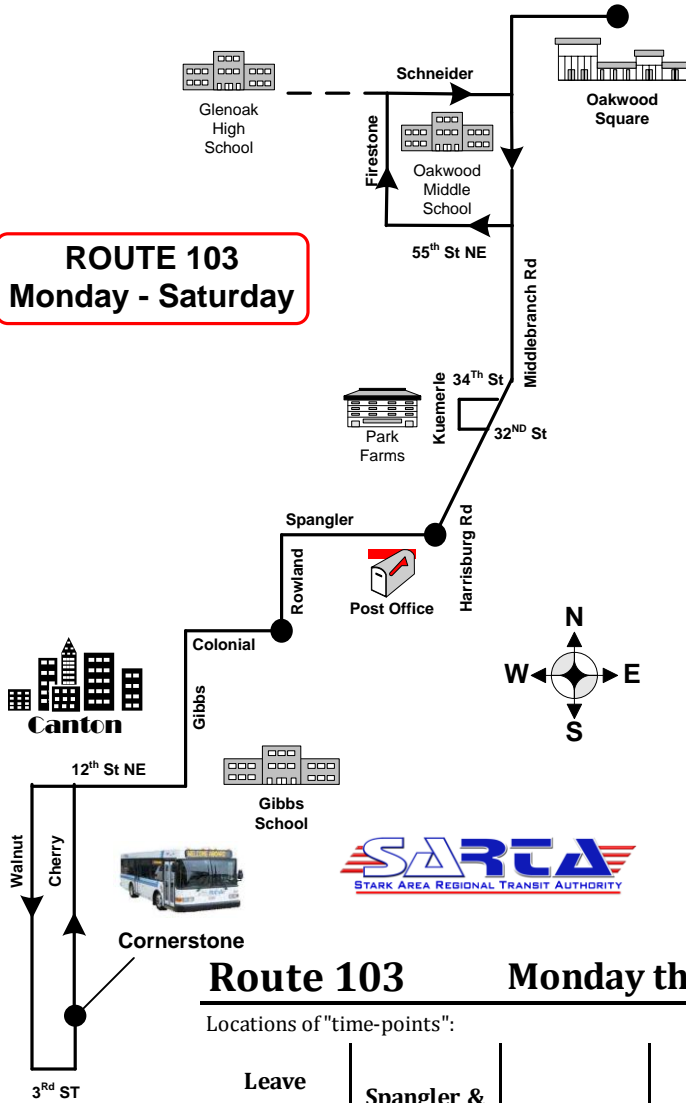 Schneider
Oakwood
Square
Glenoak
High
School
Firestone
Oakwood
Middle
School
55th St NE
ROUTE 103
Monday - Saturday
Middlebranch Rd
34Th St
Kuemerle
32ND St
Park
Farms
Spangler
Harrisburg Rd
Rowland
Post Office
Colonial
N
W
E
S
Canton
Gibbs
12th St NE
Gibbs
School
Walnut
Cherry
SARTA
STARK AREA REGIONAL TRANSIT AUTHORITY
Cornerstone
3Rd ST
Route 103 Monday th
Locations of "time-points":
Leave
Spangler &